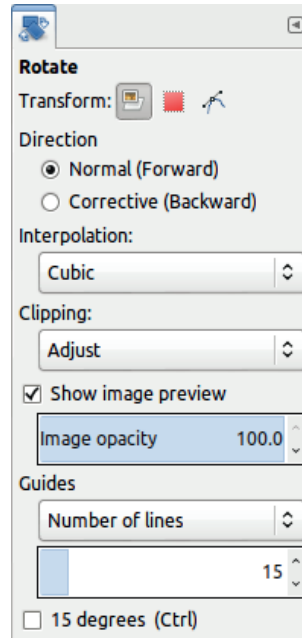 Rotate
Transform:
Direction
Normal (Forward)
Corrective (Backward)
Interpolation:
Cubic
Clipping:
Adjust
Show image preview
Image opacity 100.0
Guides
Number of lines
15
15 degrees (Ctrl)